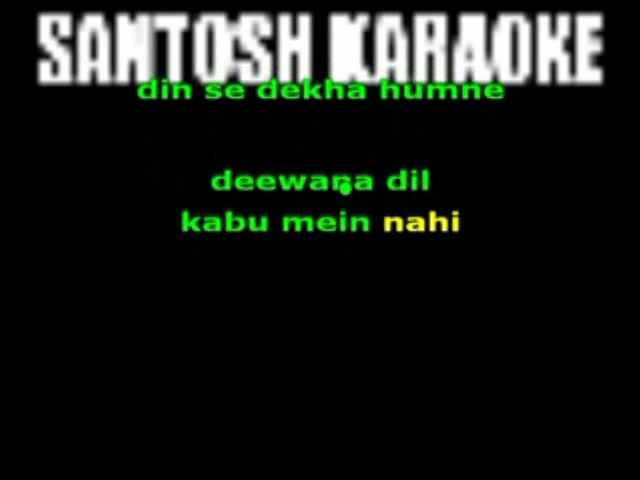 SANTOSH KARAOKE
din se dekha humne
deewana dil
kabu mein nahi